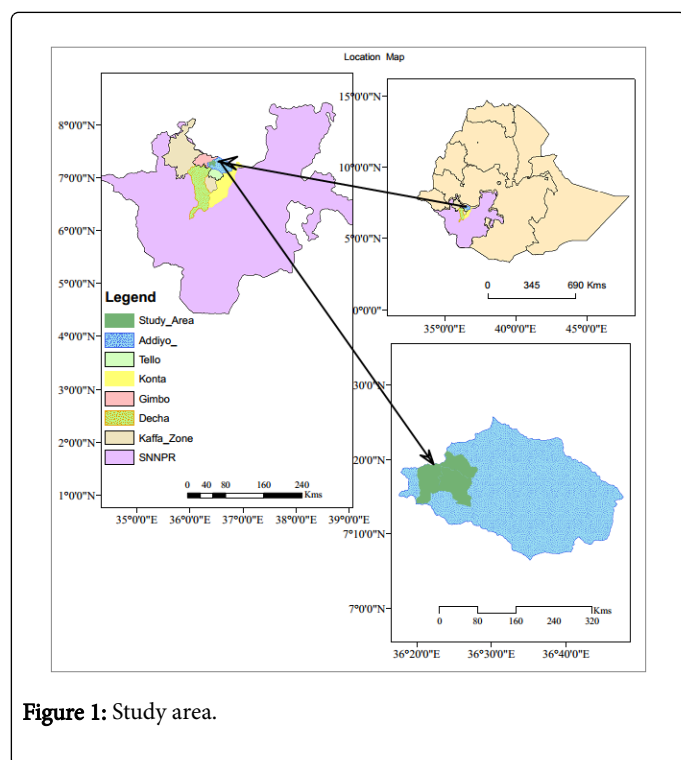 Location Map
8°0'0"N
7°0'0"N
6°0'0"N
5°0'0"N
4°0'0"N
3°0'0"N
2°0'0"N
1°0'0"N
Legend
Study_Area
Addiyo_
Tello
Konta
Gimbo
Decha
Kaffa_Zone
SNNPR
0 40 80 160 240
Kms
35°0'0"E 36°0'0"E 37°0'0"E 38°0'0"E 39°0'0"E
15°0'0"N
10°0'0"N
5°0'0"N
0°0'0"N
0 345 690 Kms
35°0'0"E 40°0'0"E 45°0'0"E
30'0"N
20'0"N
7°10'0"N
7°0'0"N
Kms
0 80 160 240 320
36°20'0"E 36°30'0"E 36°40'0"E
Figure 1: Study area.